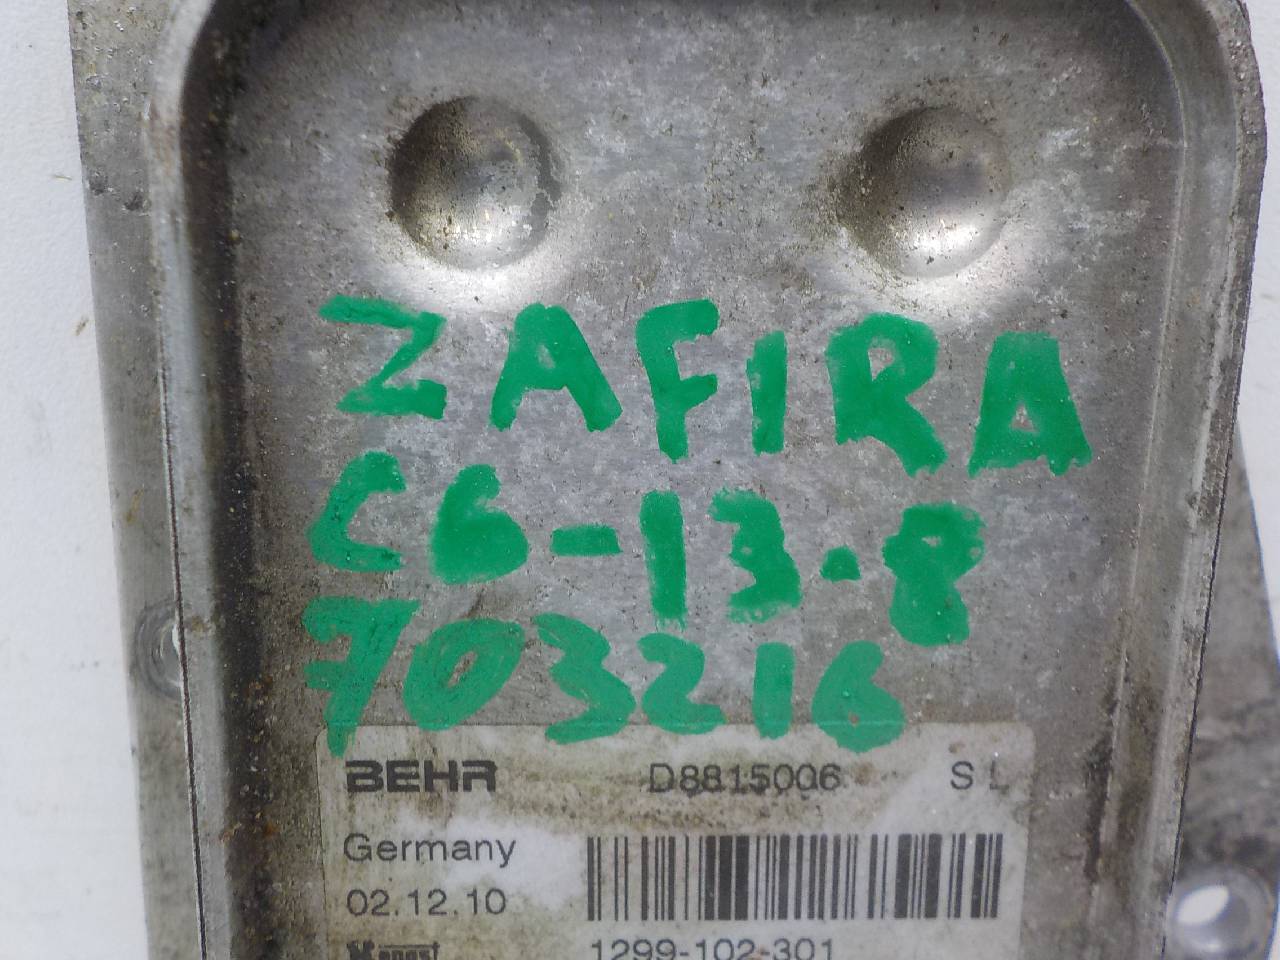 ZAFIRA
C6-13.8
703216
BEHR D8815006 S L
Germany
02.12.10
1299-102-301